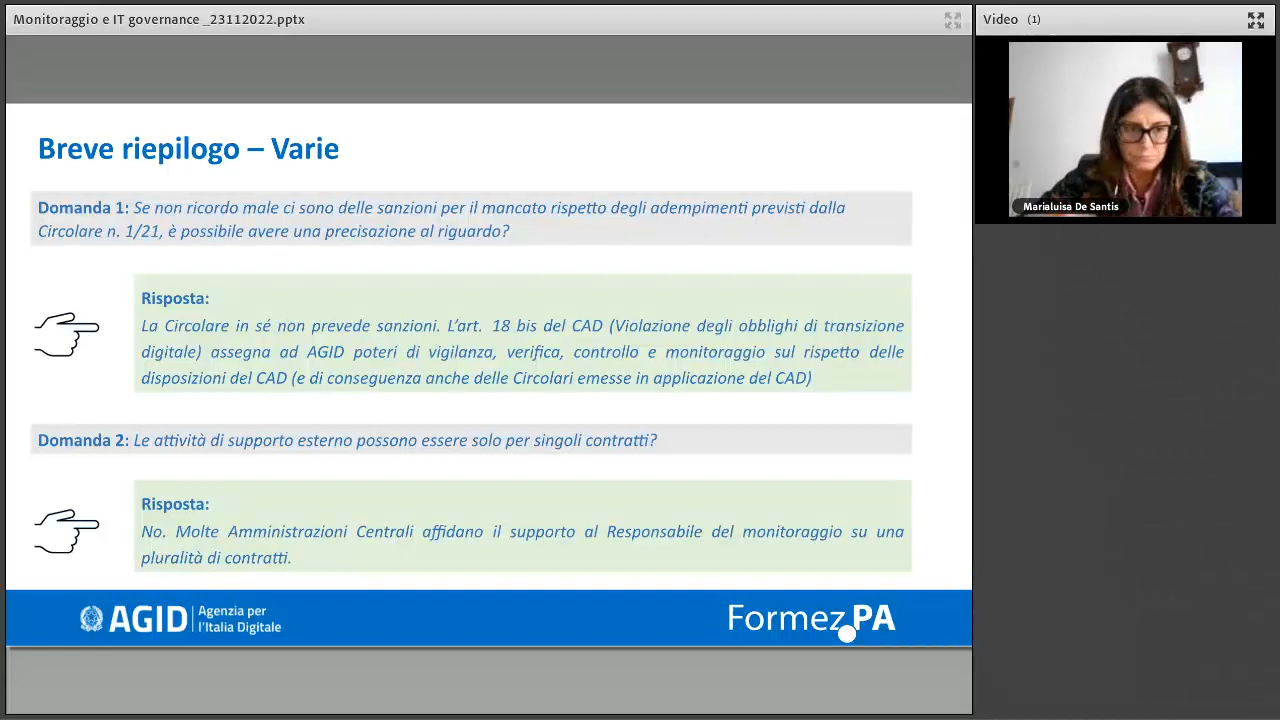 Monitoraggio e IT governance _23112022.pptx
Video (1)
Marialuisa De Santis
Breve riepilogo – Varie
Domanda 1: Se non ricordo male ci sono delle sanzioni per il mancato rispetto degli adempimenti previsti dalla
Circolare n. 1/21, è possibile avere una precisazione al riguardo?
Risposta:
La Circolare in sé non prevede sanzioni. L’art. 18 bis del CAD (Violazione degli obblighi di transizione
digitale) assegna ad AGID poteri di vigilanza, verifica, controllo e monitoraggio sul rispetto delle
disposizioni del CAD (e di conseguenza anche delle Circolari emesse in applicazione del CAD)
Domanda 2: Le attività di supporto esterno possono essere solo per singoli contratti?
Risposta:
No. Molte Amministrazioni Centrali affidano il supporto al Responsabile del monitoraggio su una
pluralità di contratti.
AGID Agenzia per
l’Italia Digitale
Formez PA